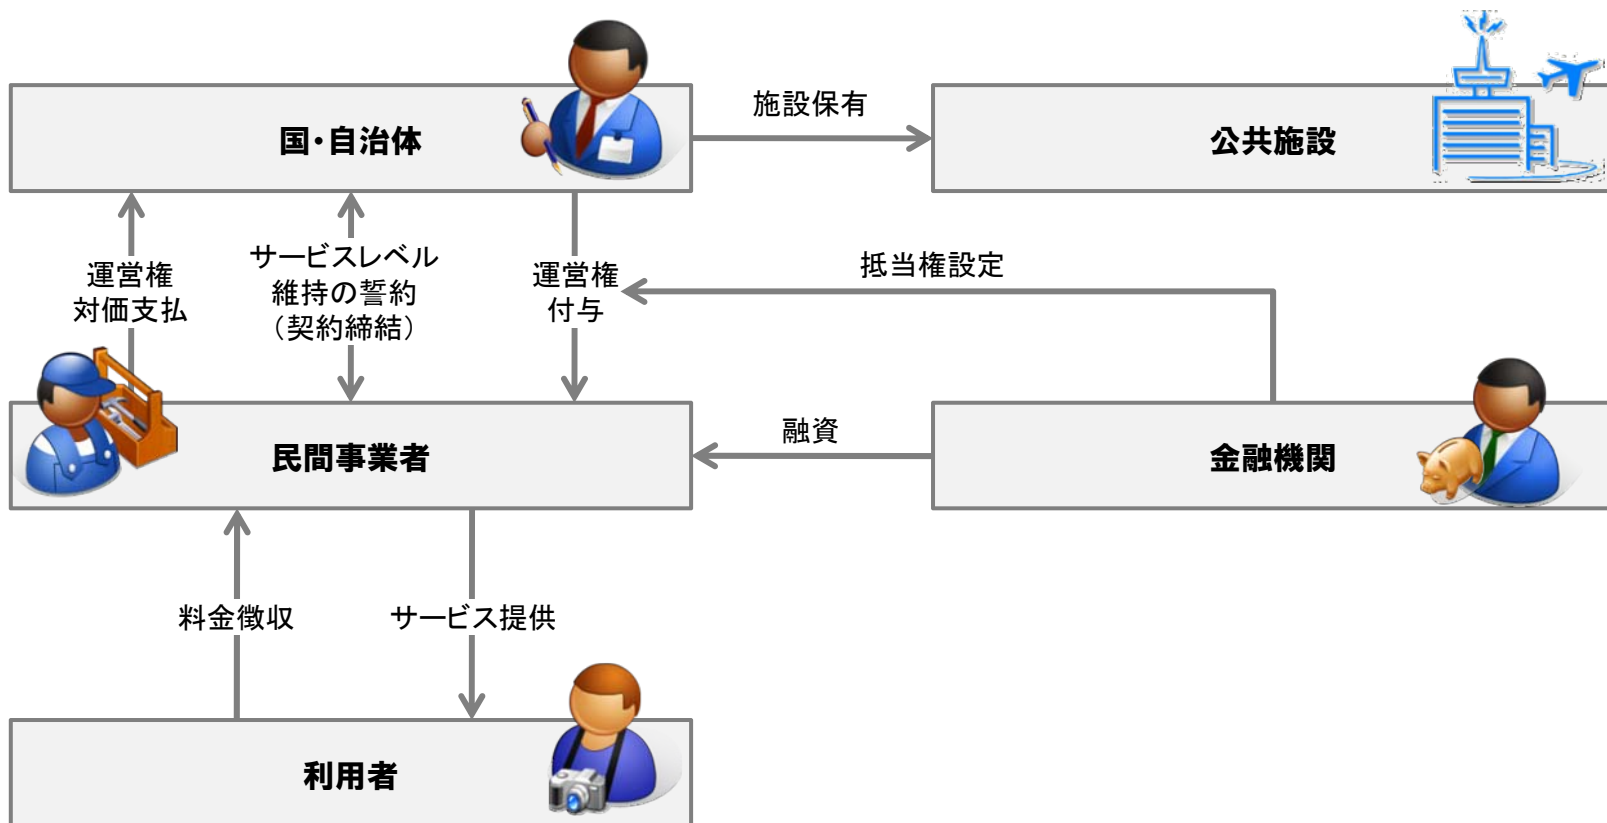 国・自治体
施設保有
公共施設
運営権
対価支払
サービスレベル
維持の誓約
（契約締結）
運営権
付与
抵当権設定
民間事業者
融資
金融機関
料金徴収
サービス提供
利用者